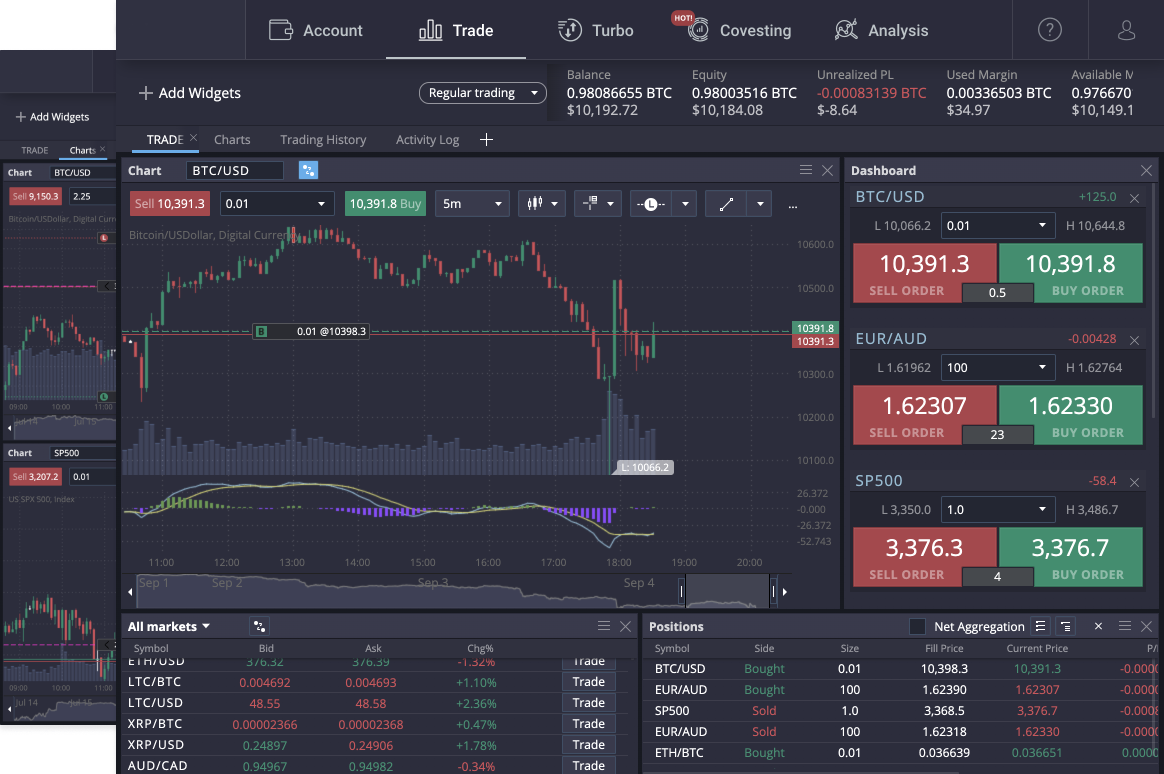 Account
Trade
Turbo
HOT!
Covesting
Analysis
?
Add Widgets
Regular trading
Balance
0.98086655 BTC
$10,192.72
Equity
0.98003516 BTC
$10,184.08
Unrealized PL
-0.00083139 BTC
$-8.64
Used Margin
0.00336503 BTC
$34.97
Available M
0.976670
$10,149.1
TRADE
Charts
Trading History
Activity Log
Chart
BTC/USD
Sell 10,391.3
0.01
10,391.8 Buy
5m
L
...
Bitcoin/USDollar, Digital Currency
10600.0
10500.0
10391.8
10391.3
10300.0
10200.0
10100.0
B 0.01 @10398.3
L: 10066.2
26.372
-0.000
-26.372
-52.743
11:00 12:00 13:00 14:00 15:00 16:00 17:00 18:00 19:00 20:00
Sep 1 Sep 2 Sep 3 Sep 4
Dashboard
BTC/USD +125.0
L 10,066.2 0.01 H 10,644.8
10,391.3 10,391.8
SELL ORDER 0.5 BUY ORDER
EUR/AUD -0.00428
L 1.61962 100 H 1.62764
1.62307 1.62330
SELL ORDER 23 BUY ORDER
SP500 -58.4
L 3,350.0 1.0 H 3,486.7
3,376.3 3,376.7
SELL ORDER 4 BUY ORDER
All markets
Symbol Bid Ask Chg%
ETH/USD 376.32 376.39 -1.32% Trade
LTC/BTC 0.004692 0.004693 +1.10% Trade
LTC/USD 48.55 48.58 +2.36% Trade
XRP/BTC 0.00002366 0.00002368 +0.47% Trade
XRP/USD 0.24897 0.24906 +1.78% Trade
AUD/CAD 0.94967 0.94982 -0.34% Trade
Positions
Net Aggregation
Symbol Side Size Fill Price Current Price P/
BTC/USD Bought 0.01 10,398.3 10,391.3 -0.000
EUR/AUD Bought 100 1.62390 1.62307 -0.000
SP500 Sold 1.0 3,368.5 3,376.7 -0.000
EUR/AUD Sold 100 1.62318 1.62330 -0.000
ETH/BTC Bought 0.01 0.036639 0.036651 0.0000
Add Widgets
TRADE
Charts
Chart
BTC/USD
Sell 9,150.3
2.25
Bitcoin/USDollar, Digital Curr
L
L
09:00 10:00 11:00
Jul 14 Jul 15
Chart
SP500
Sell 3,207.2
0.01
US SPX 500, Index
09:00 10:00 11:00
Jul 14 Jul 15